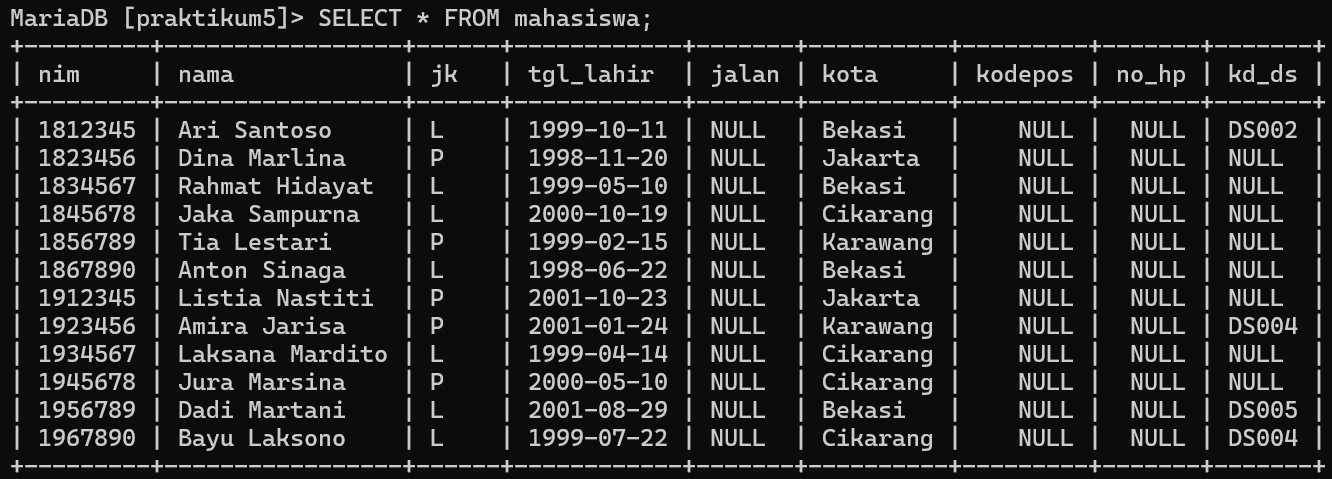 MariaDB [praktikum5]> SELECT * FROM mahasiswa;
+---------+------------------+------+------------+-------+----------+---------+-------+-------+
| nim     | nama             | jk   | tgl_lahir  | jalan | kota     | kodepos | no_hp | kd_ds |
+---------+------------------+------+------------+-------+----------+---------+-------+-------+
| 1812345 | Ari Santoso      | L    | 1999-10-11 | NULL  | Bekasi   |    NULL |  NULL | DS002 |
| 1823456 | Dina Marlina     | P    | 1998-11-20 | NULL  | Jakarta  |    NULL |  NULL | NULL  |
| 1834567 | Rahmat Hidayat   | L    | 1999-05-10 | NULL  | Bekasi   |    NULL |  NULL | NULL  |
| 1845678 | Jaka Sampurna    | L    | 2000-10-19 | NULL  | Cikarang |    NULL |  NULL | NULL  |
| 1856789 | Tia Lestari      | P    | 1999-02-15 | NULL  | Karawang |    NULL |  NULL | NULL  |
| 1867890 | Anton Sinaga     | L    | 1998-06-22 | NULL  | Bekasi   |    NULL |  NULL | NULL  |
| 1912345 | Listia Nastiti   | P    | 2001-10-23 | NULL  | Jakarta  |    NULL |  NULL | NULL  |
| 1923456 | Amira Jarisa     | P    | 2001-01-24 | NULL  | Karawang |    NULL |  NULL | DS004 |
| 1934567 | Laksana Mardito  | L    | 1999-04-14 | NULL  | Cikarang |    NULL |  NULL | NULL  |
| 1945678 | Jura Marsina     | P    | 2000-05-10 | NULL  | Cikarang |    NULL |  NULL | NULL  |
| 1956789 | Dadi Martani     | L    | 2001-08-29 | NULL  | Bekasi   |    NULL |  NULL | DS005 |
| 1967890 | Bayu Laksono     | L    | 1999-07-22 | NULL  | Cikarang |    NULL |  NULL | DS004 |
+---------+------------------+------+------------+-------+----------+---------+-------+-------+